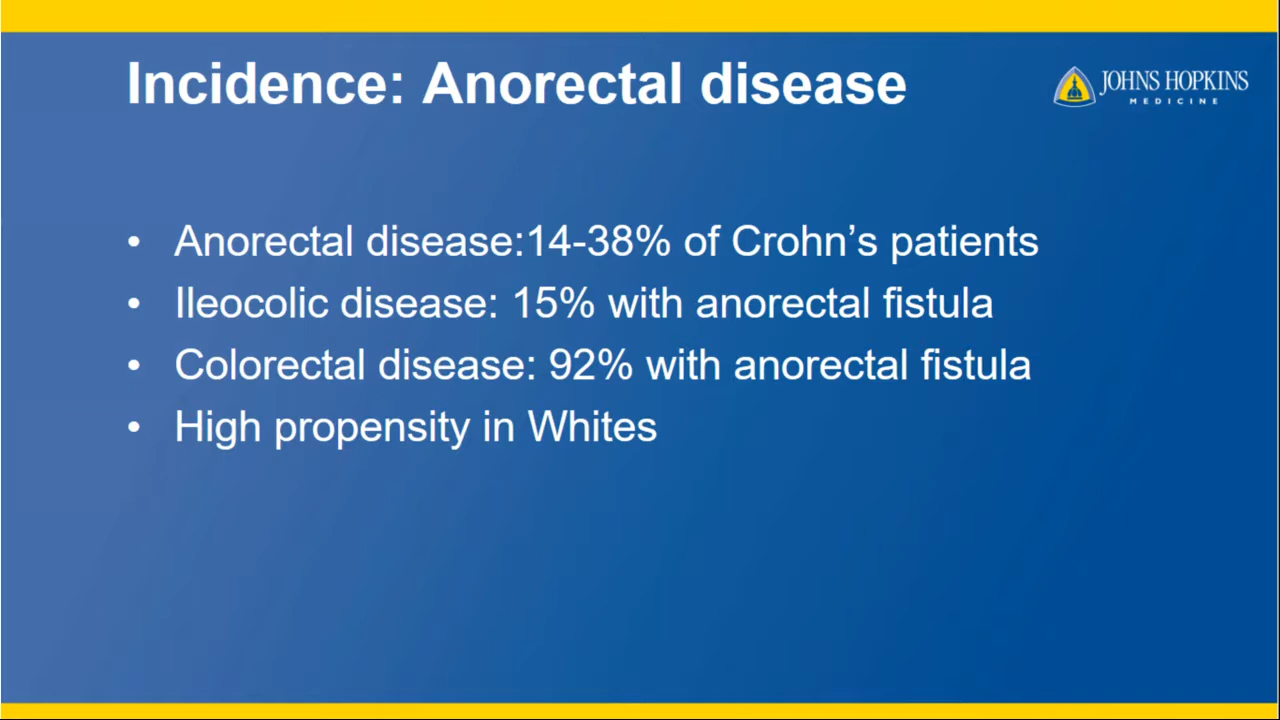 Incidence: Anorectal disease
JOHNS HOPKINS
MEDICINE
• Anorectal disease:14-38% of Crohn’s patients
• Ileocolic disease: 15% with anorectal fistula
• Colorectal disease: 92% with anorectal fistula
• High propensity in Whites